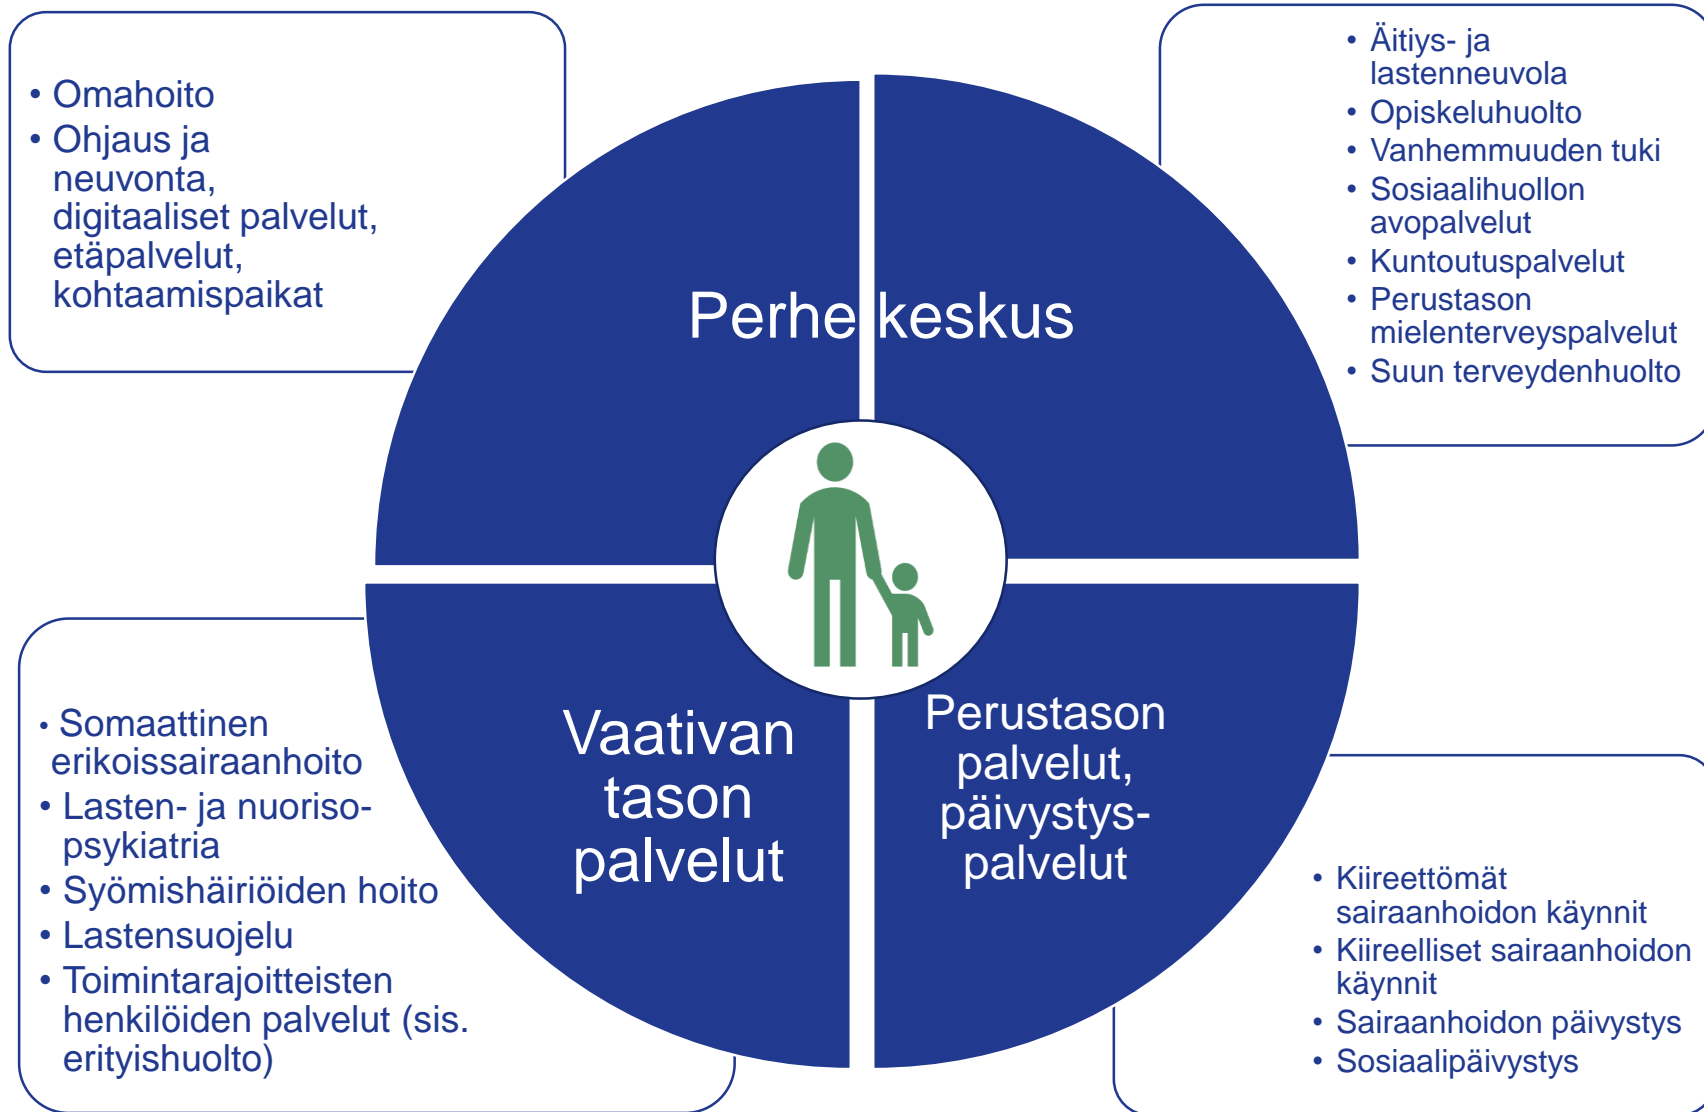 • Omahoito
• Ohjaus ja
neuvonta,
digitaaliset palvelut,
etäpalvelut,
kohtaamispaikat
• Äitiys- ja
lastenneuvola
• Opiskeluhuolto
• Vanhemmuuden tuki
• Sosiaalihuollon
avopalvelut
• Kuntoutuspalvelut
• Perustason
mielenterveyspalvelut
• Suun terveydenhuolto
Perhekeskus
Vaativan
tason
palvelut
Perustason
palvelut,
päivystys-
palvelut
• Somaattinen
erikoissairaanhoito
• Lasten- ja nuoriso-
psykiatria
• Syömishäiriöiden hoito
• Lastensuojelu
• Toimintarajoitteisten
henkilöiden palvelut (sis.
erityishuolto)
• Kiireettömät
sairaanhoidon käynnit
• Kiireelliset sairaanhoidon
käynnit
• Sairaanhoidon päivystys
• Sosiaalipäivystys